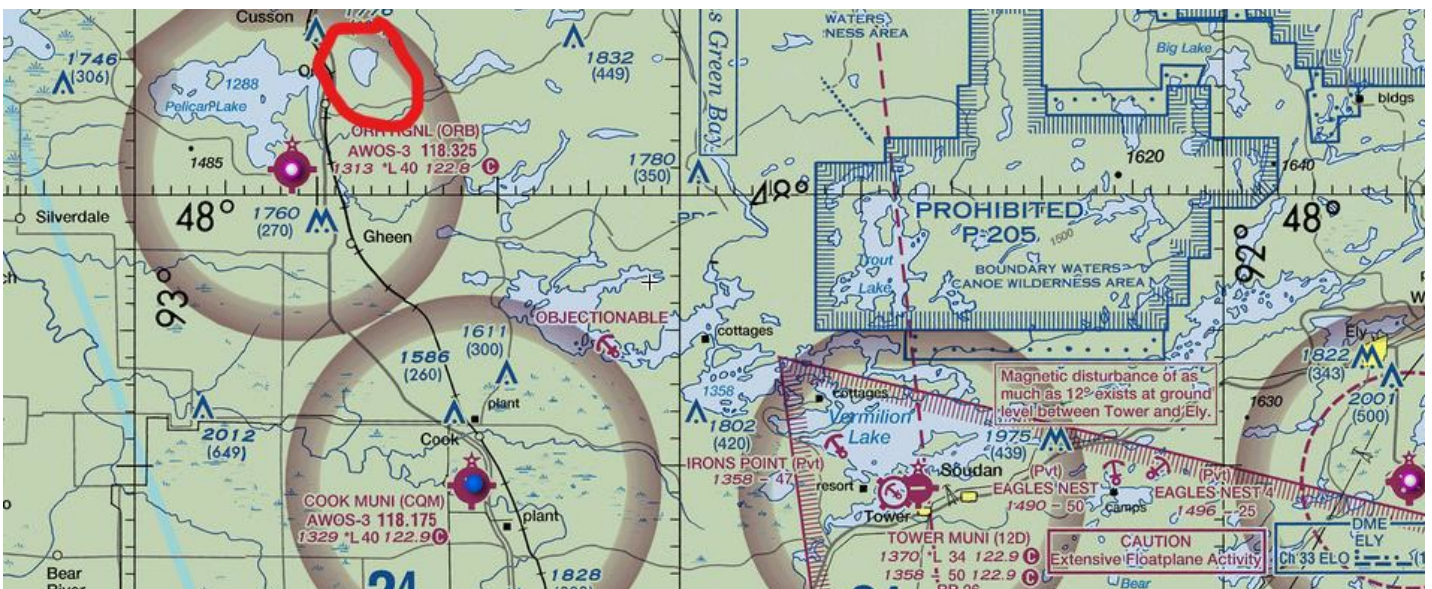 Cusson
1746
(306)
1288
Pelican Lake
1485
ORR RGNL (ORB)
AWOS-3 118.325
1313 *L 40 122.8 C
1832
(449)
1780
(350)
s Green Bay
WATERS
NESS AREA
Big Lake
bldgs
1620
1640
Silverdale
48°
1760
(270)
Gheen
93°
48°
PROHIBITED
P-205
1500
Trout
Lake
BOUNDARY WATERS
CANOE WILDERNESS AREA
92°
48°
OBJECTIONABLE
cottages
1611
(300)
1586
(260)
plant
2012
(649)
Cook
1358
1802
(420)
cottages
Vermilion
Lake
Magnetic disturbance of as
much as 12° exists at ground
level between Tower and Ely.
Ely
1822
(343)
2001
(500)
1630
1975
(439)
IRONS POINT (Pvt)
1358 - 47
resort
Soudan
Tower
(Pvt)
EAGLES NEST
1490 - 50
camps
(Pvt)
EAGLES NEST 4
1496 - 25
COOK MUNI (CQM)
AWOS-3 118.175
1329 *L 40 122.9 C
plant
TOWER MUNI (12D)
1370 *L 34 122.9 C
1358 50 122.9 C
CAUTION
Extensive Floatplane Activity
DME
ELY
Ch 33 ELO
Bear
1828
Bear
River